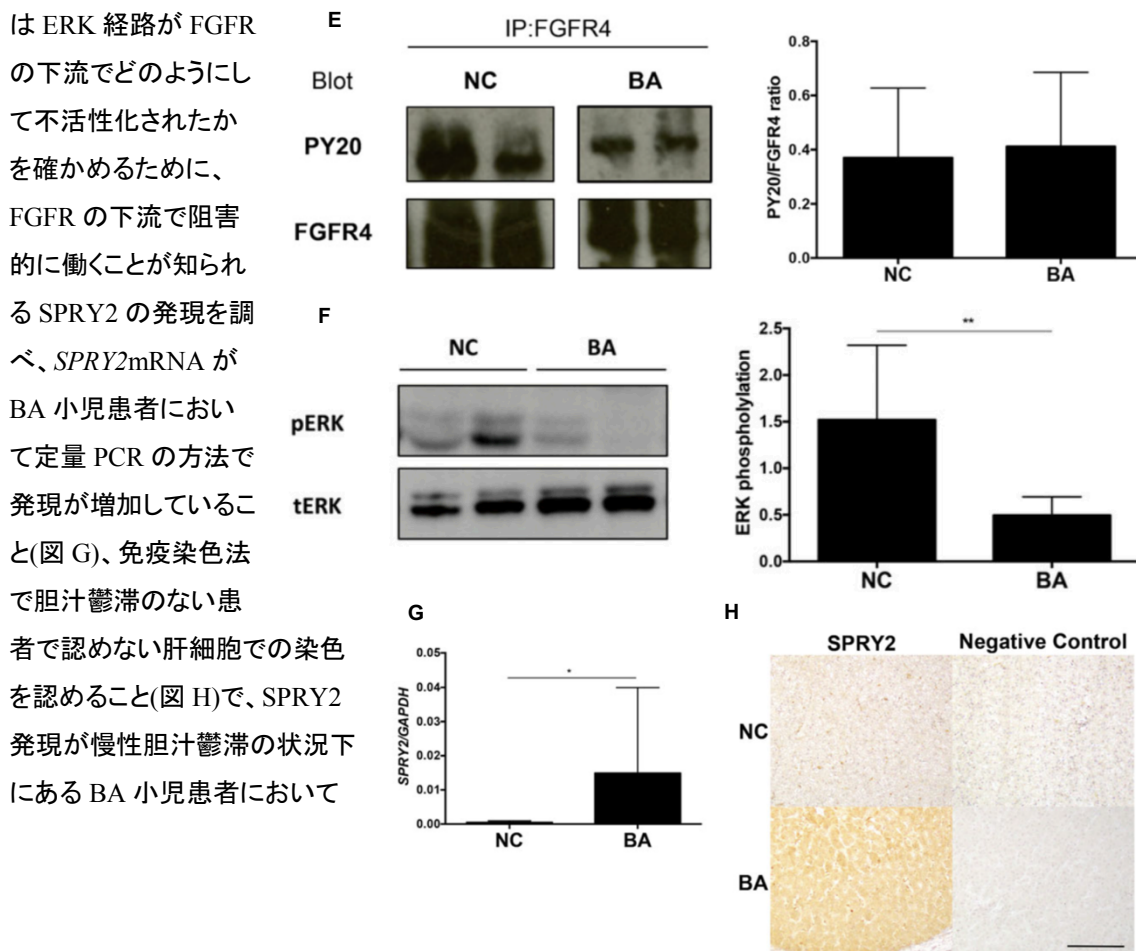 は ERK 経路が FGFR
の下流でどのようにし
て不活性化されたか
を確かめるために、
FGFR の下流で阻害
的に働くことが知られ
る SPRY2 の発現を調
べ、SPRY2mRNA が
BA 小児患者におい
て定量 PCR の方法で
発現が増加しているこ
と(図 G)、免疫染色法
で胆汁鬱滞のない患
者で認めない肝細胞での染色
を認めること(図 H)で、SPRY2
発現が慢性胆汁鬱滞の状況下
にある BA 小児患者において
E
IP:FGFR4
Blot
NC
BA
PY20
FGFR4
PY20/FGFR4 ratio
0.8
0.6
0.4
0.2
0.0
NC
BA
F
NC
BA
pERK
tERK
ERK phospholylation
2.5
2.0
1.5
1.0
0.5
0.0
**
NC
BA
G
SPRY2/GAPDH
0.05
0.04
0.03
0.02
0.01
0.00
*
NC
BA
H
SPRY2
Negative Control
NC
BA